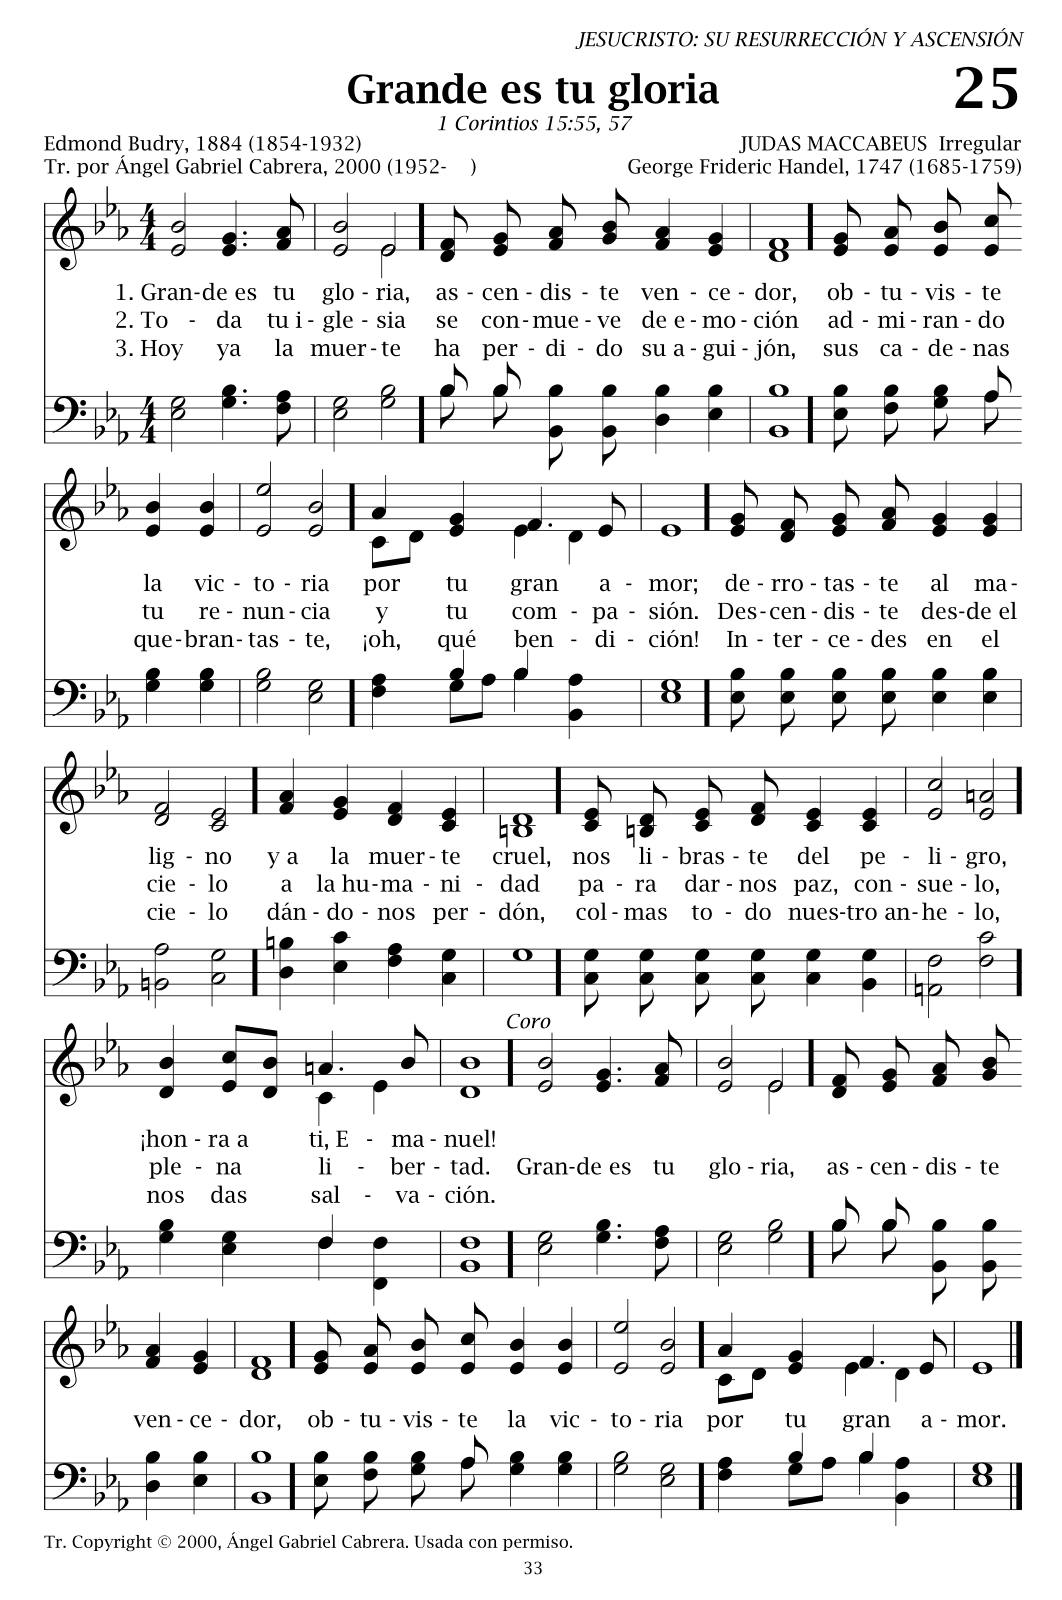 JESUCRISTO: SU RESURRECCIÓN Y ASCENSIÓN
Grande es tu gloria 25
1 Corintios 15:55, 57
Edmond Budry, 1884 (1854-1932) JUDAS MACCABEUS Irregular
Tr. por Ángel Gabriel Cabrera, 2000 (1952- ) George Frideric Handel, 1747 (1685-1759)
4 4
1. Gran-de es tu glo - ria, as - cen - dis - te ven - ce - dor, ob - tu - vis - te
2. To - da tu i - gle - sia se con-mue - ve de e - mo - ción ad - mi - ran - do
3. Hoy ya la muer - te ha per - di - do su a - gui - jón, sus ca - de - nas
4 4
la vic - to - ria por tu gran a - mor; de - rro - tas - te al ma-
tu re - nun - cia y tu com - pa - sión. Des-cen - dis - te des-de el
que-bran-tas - te, ¡oh, qué ben - di - ción! In - ter - ce - des en el
lig - no y a la muer - te cruel, nos li - bras - te del pe - li - gro,
cie - lo a la hu-ma - ni - dad pa - ra dar - nos paz, con - sue - lo,
cie - lo dán - do - nos per - dón, col - mas to - do nues-tro an-he - lo,
Coro
¡hon - ra a ti, E - ma - nuel!
ple - na li - ber - tad. Gran-de es tu glo - ria, as - cen - dis - te
nos das sal - va - ción.
ven - ce - dor, ob - tu - vis - te la vic - to - ria por tu gran a - mor.
Tr. Copyright © 2000, Ángel Gabriel Cabrera. Usada con permiso.
33